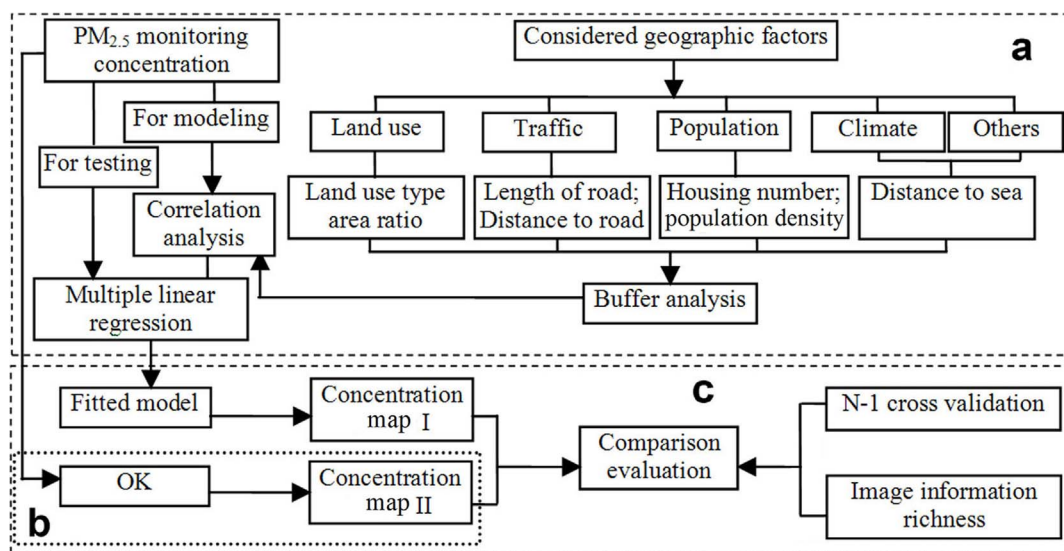 PM2.5 monitoring
concentration
Considered geographic factors
a
For modeling
For testing
Land use
Traffic
Population
Climate
Others
Correlation
analysis
Land use type
area ratio
Length of road;
Distance to road
Housing number;
population density
Distance to sea
Multiple linear
regression
Buffer analysis
Fitted model
Concentration
map I
c
N-1 cross validation
Comparison
evaluation
OK
Concentration
map II
Image information
richness
b